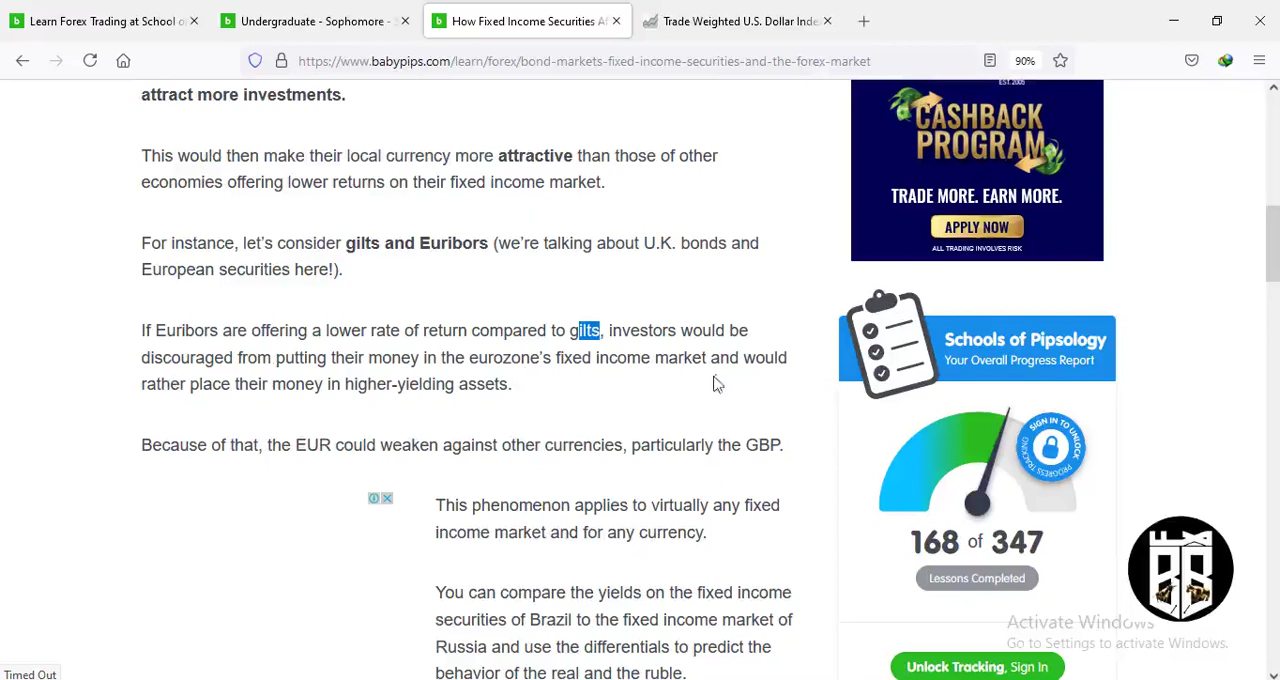 Learn Forex Trading at School o
Undergraduate - Sophomore -
How Fixed Income Securities Af
Trade Weighted U.S. Dollar Inde
https://www.babypips.com/learn/forex/bond-markets-fixed-income-securities-and-the-forex-market
90%
attract more investments.
This would then make their local currency more attractive than those of other
economies offering lower returns on their fixed income market.
For instance, let's consider gilts and Euribors (we're talking about U.K. bonds and
European securities here!).
If Euribors are offering a lower rate of return compared to gilts, investors would be
discouraged from putting their money in the eurozone's fixed income market and would
rather place their money in higher-yielding assets.
Because of that, the EUR could weaken against other currencies, particularly the GBP.
This phenomenon applies to virtually any fixed
income market and for any currency.
You can compare the yields on the fixed income
securities of Brazil to the fixed income market of
Russia and use the differentials to predict the
behavior of the real and the ruble.
Timed Out
EST.2005
CASHBACK
PROGRAM
TRADE MORE. EARN MORE.
APPLY NOW
ALL TRADING INVOLVES RISK
Schools of Pipsology
Your Overall Progress Report
SIGN IN TO UNLOCK
PROGRESS TRACKING
168 of 347
Lessons Completed
Unlock Tracking, Sign In
Activate Windows
Go to Settings to activate Windows.